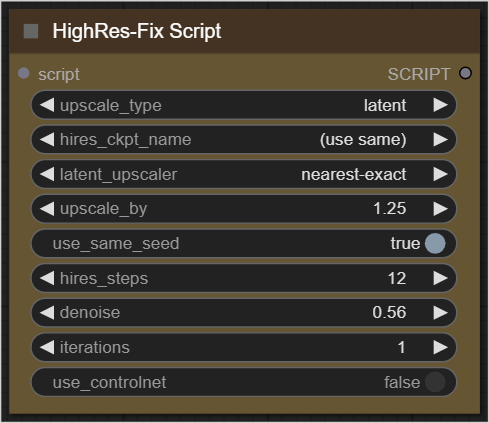 HighRes-Fix Script
script SCRIPT
upscale_type latent
hires_ckpt_name (use same)
latent_upscaler nearest-exact
upscale_by 1.25
use_same_seed true
hires_steps 12
denoise 0.56
iterations 1
use_controlnet false